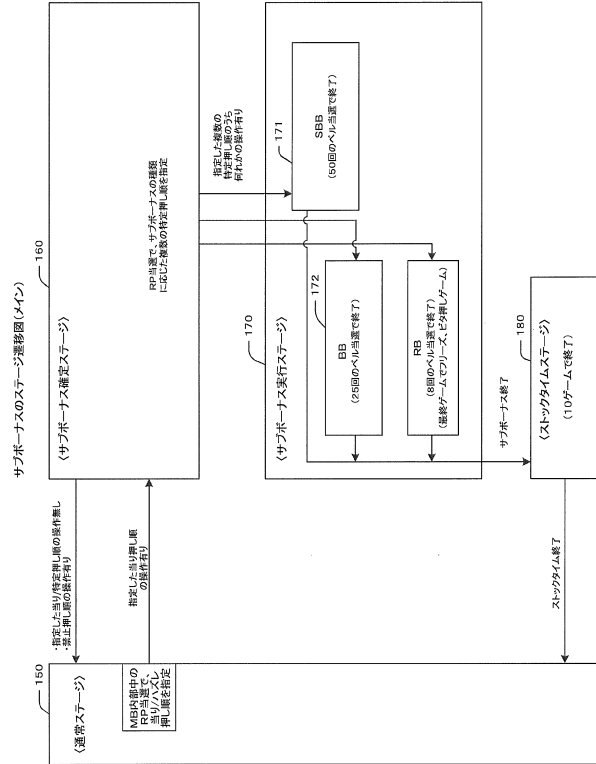 サブボーナスのステージ遷移図(メイン)
150
〈通常ステージ〉
MB内部中の
RP当選で、
当り/ハズレ
押し順を指定
・指定した当り/特定押し順の操作無し
・禁止押し順の操作有り
指定した当り押し順
の操作有り
160
〈サブボーナス確定ステージ〉
RP当選で、サブボーナスの種類
に応じた複数の特定押し順を指定
指定した複数の
特定押し順のうち
何れかの操作有り
170
〈サブボーナス実行ステージ〉
171
SBB
(50回のベル当選で終了)
172
BB
(25回のベル当選で終了)
RB
(8回のベル当選で終了)
(最終ゲームでフリーズ、ビタ押しゲーム)
サブボーナス終了
180
〈ストックタイムステージ〉
(10ゲームで終了)
ストックタイム終了